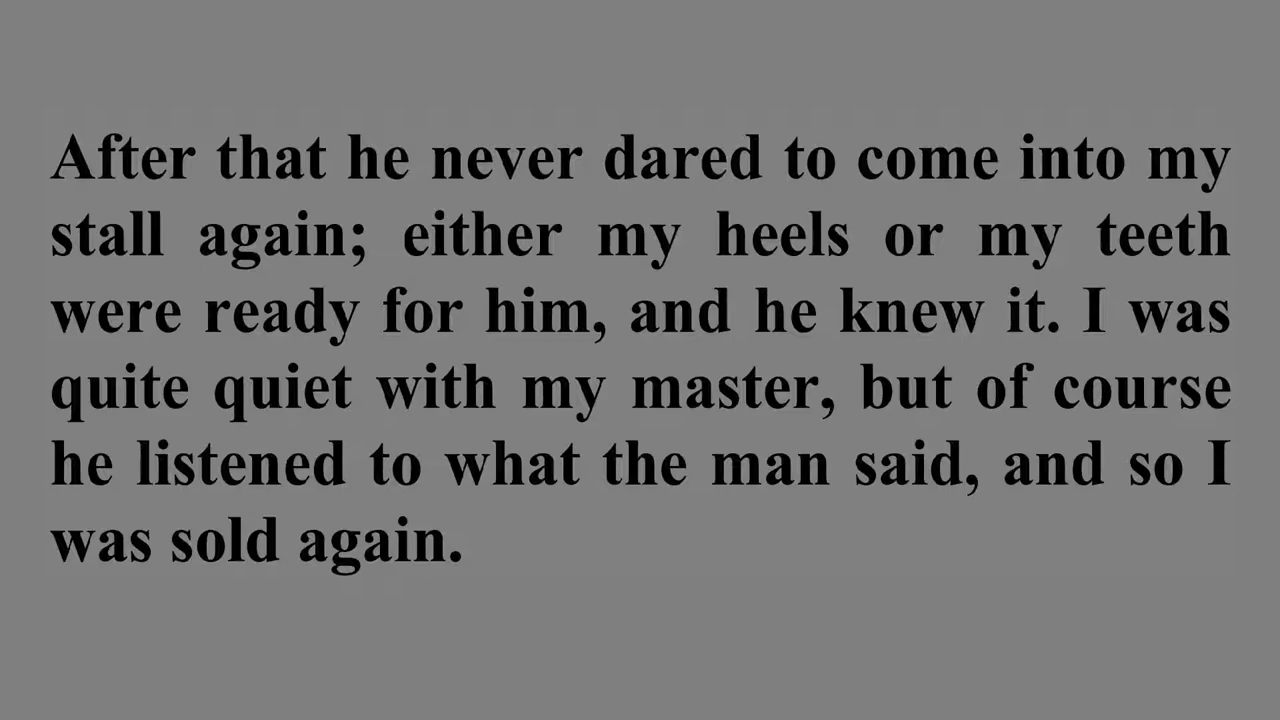 After that he never dared to come into my
stall again; either my heels or my teeth
were ready for him, and he knew it. I was
quite quiet with my master, but of course
he listened to what the man said, and so I
was sold again.